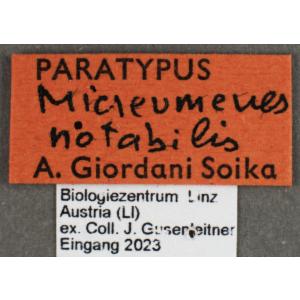 PARATYPUS
Micreumenes
notabilis
A. Giordani Soika
Biologiezentrum Linz
Austria (LI)
ex. Coll. J. Gusenleitner
Eingang 2023